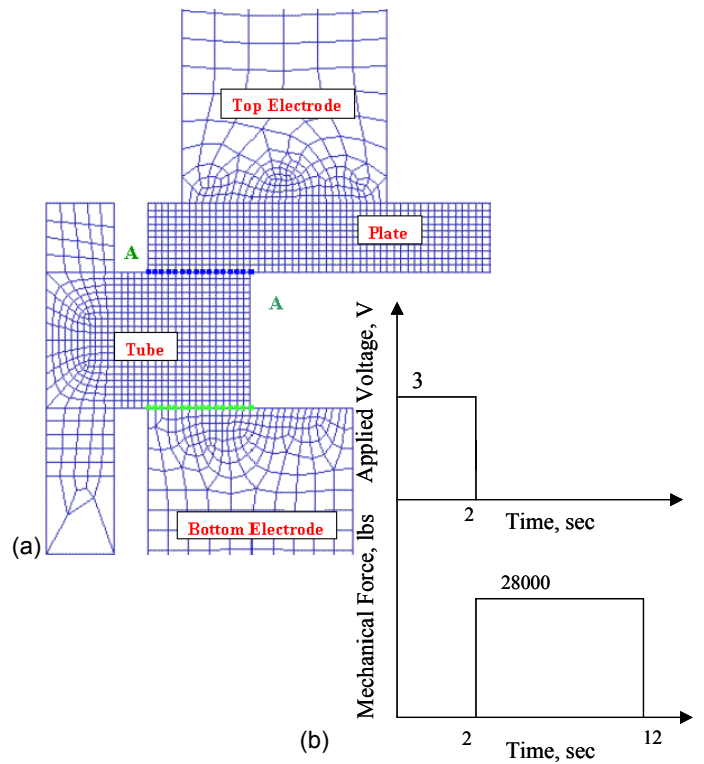 Top Electrode
Plate
A
A
Tube
Bottom Electrode
(a)
Applied Voltage, V
3
2
Time, sec
Mechanical Force, lbs
28000
2
12
Time, sec
(b)